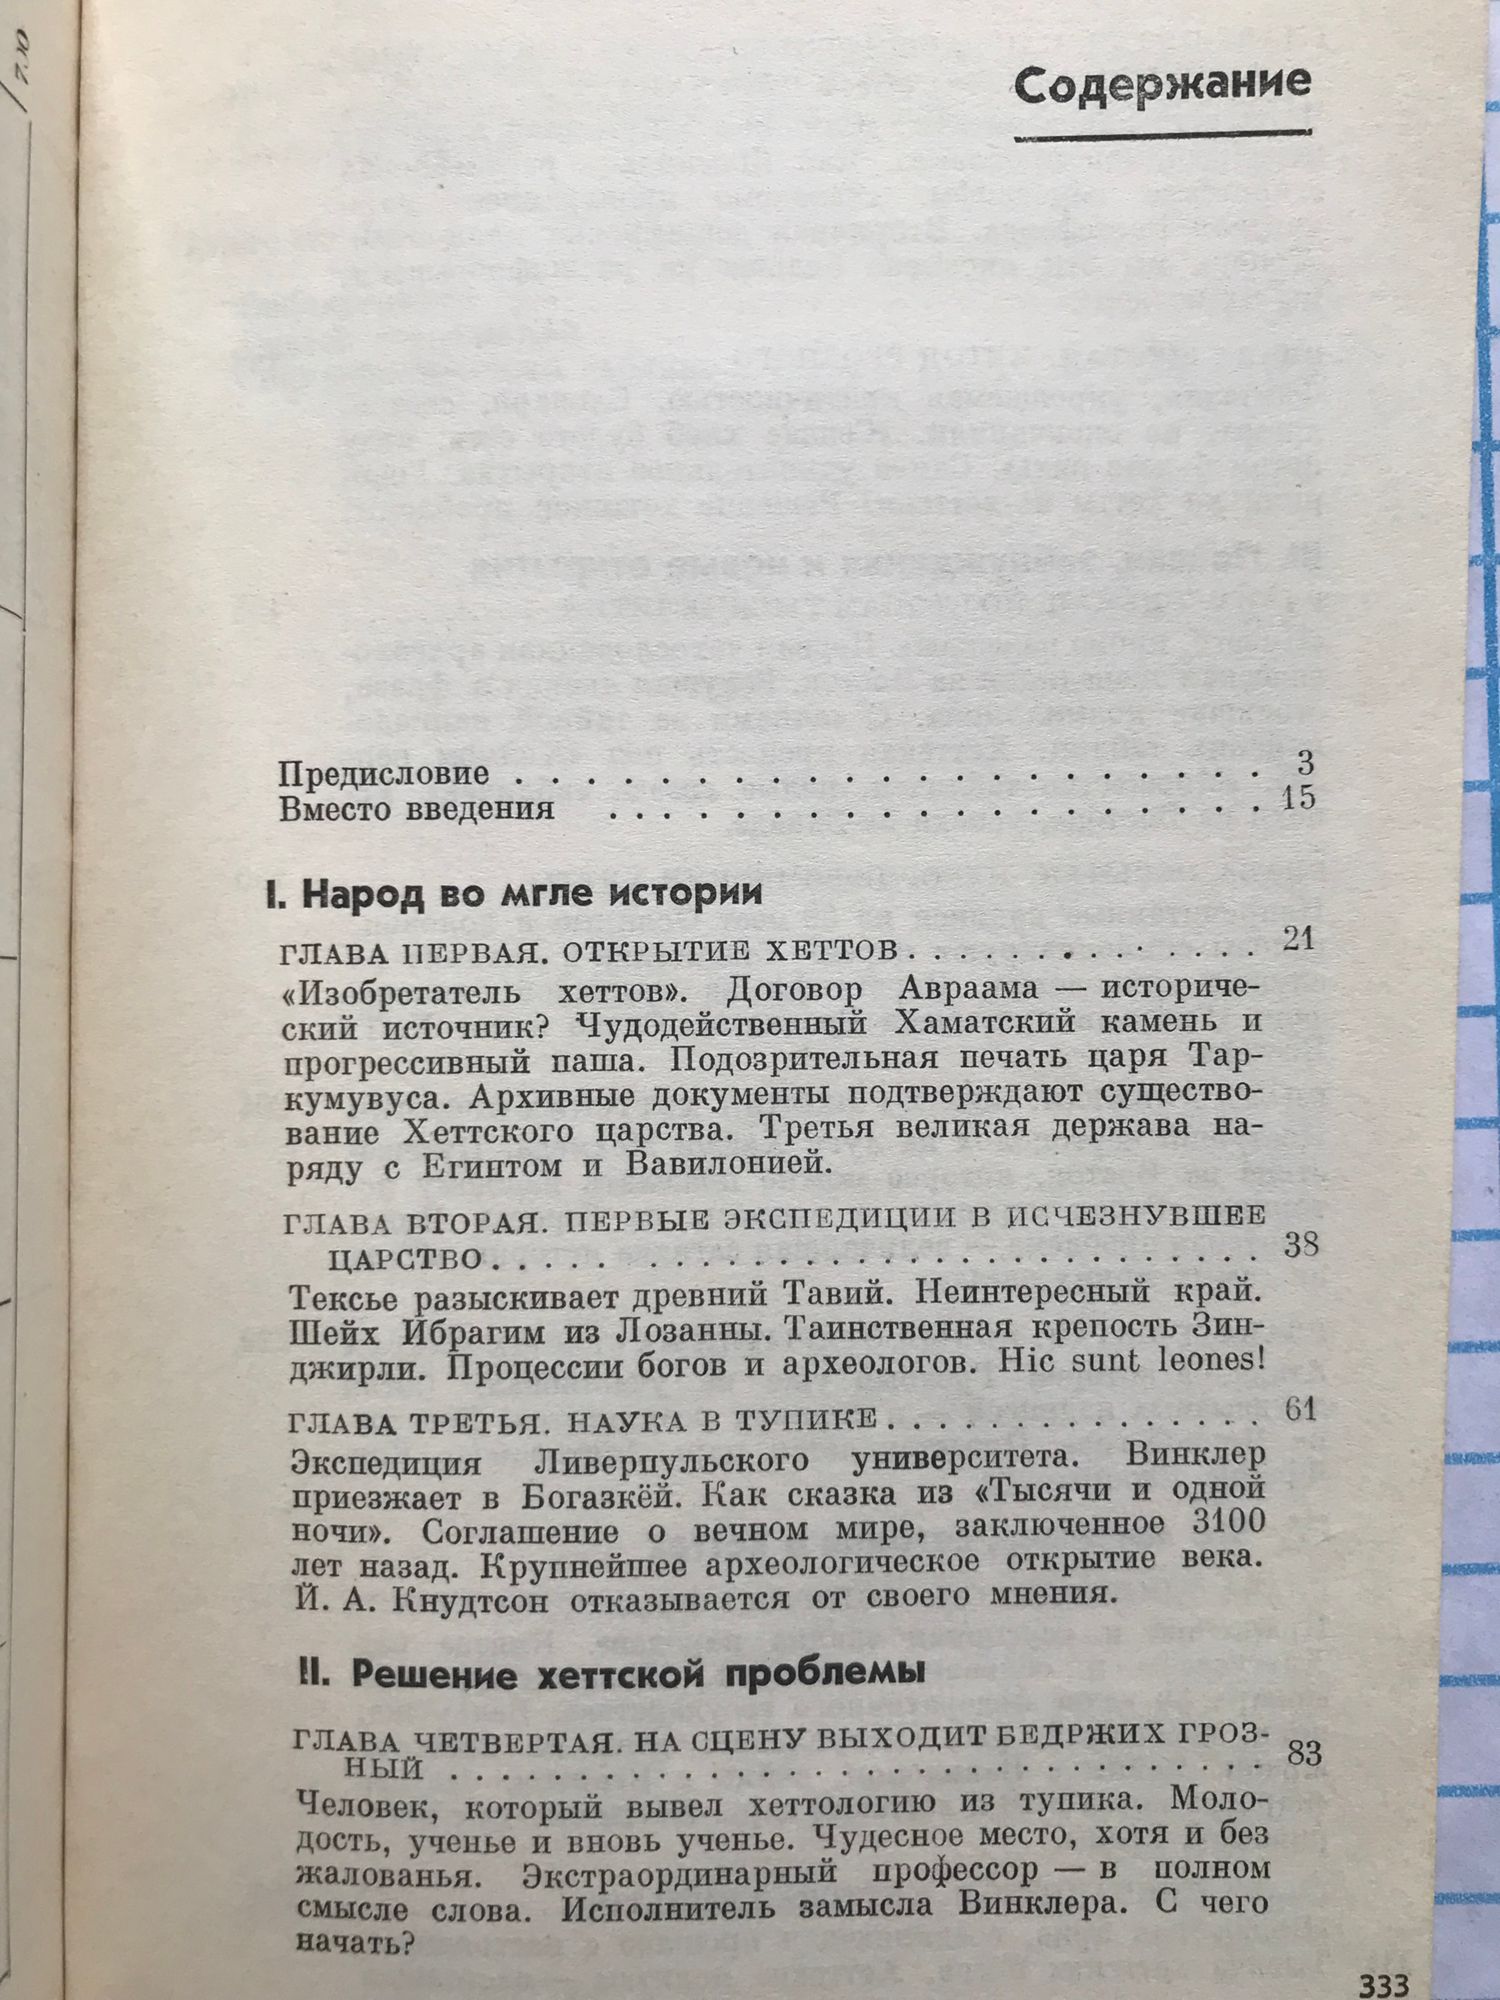 Содержание
Предисловие . . . . . . . . . . . . . . . . . . . . . 3
Вместо введения . . . . . . . . . . . . . . . . . . 15
I. Народ во мгле истории
ГЛАВА ПЕРВАЯ. ОТКРЫТИЕ ХЕТТОВ . . . . . . . . . . . . 21
«Изобретатель хеттов». Договор Авраама — историче-
ский источник? Чудодейственный Хаматский камень и
прогрессивный паша. Подозрительная печать царя Тар-
кумувуса. Архивные документы подтверждают существо-
вание Хеттского царства. Третья великая держава на-
ряду с Египтом и Вавилонией.
ГЛАВА ВТОРАЯ. ПЕРВЫЕ ЭКСПЕДИЦИИ В ИСЧЕЗНУВШЕЕ
ЦАРСТВО . . . . . . . . . . . . . . . . . . . . . . 38
Тексье разыскивает древний Тавий. Неинтересный край.
Шейх Ибрагим из Лозанны. Таинственная крепость Зин-
джирли. Процессии богов и археологов. Hic sunt leones!
ГЛАВА ТРЕТЬЯ. НАУКА В ТУПИКЕ . . . . . . . . . . . . . 61
Экспедиция Ливерпульского университета. Винклер
приезжает в Богазкёй. Как сказка из «Тысячи и одной
ночи». Соглашение о вечном мире, заключенное 3100
лет назад. Крупнейшее археологическое открытие века.
Й. А. Кнудтсон отказывается от своего мнения.
II. Решение хеттской проблемы
ГЛАВА ЧЕТВЕРТАЯ. НА СЦЕНУ ВЫХОДИТ БЕДРЖИХ ГРОЗ-
НЫЙ . . . . . . . . . . . . . . . . . . . . . . . 83
Человек, который вывел хеттологию из тупика. Моло-
дость, ученье и вновь ученье. Чудесное место, хотя и без
жалованья. Экстраординарный профессор — в полном
смысле слова. Исполнитель замысла Винклера. С чего
начать?
333